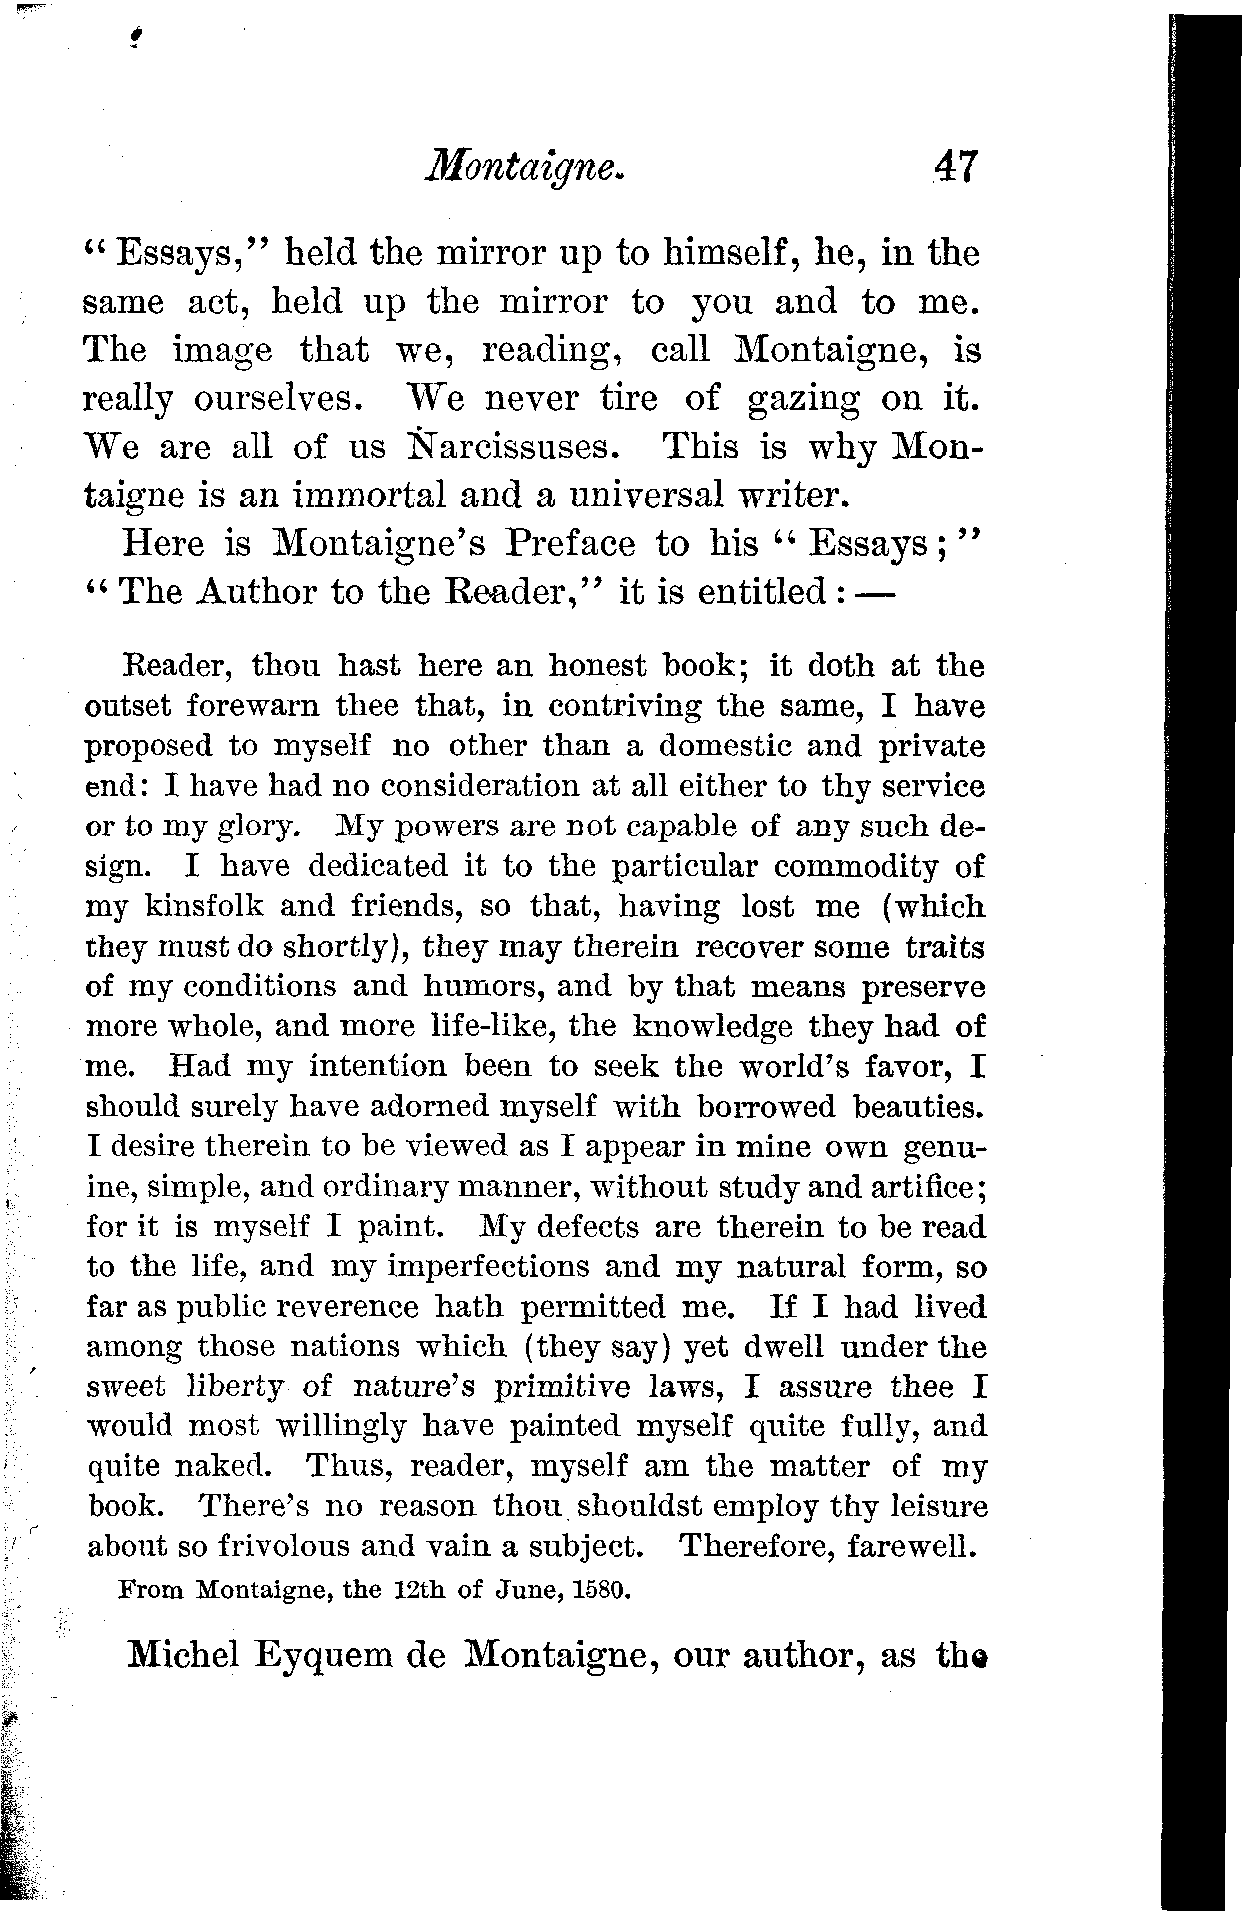 Montaigne. 47
“ Essays,” held the mirror up to himself, he, in the
same act, held up the mirror to you and to me.
The image that we, reading, call Montaigne, is
really ourselves. We never tire of gazing on it.
We are all of us Narcissuses. This is why Mon-
taigne is an immortal and a universal writer.
Here is Montaigne’s Preface to his “ Essays ; ”
“ The Author to the Reader,” it is entitled : —
Reader, thou hast here an honest book; it doth at the
outset forewarn thee that, in contriving the same, I have
proposed to myself no other than a domestic and private
end: I have had no consideration at all either to thy service
or to my glory. My powers are not capable of any such de-
sign. I have dedicated it to the particular commodity of
my kinsfolk and friends, so that, having lost me (which
they must do shortly), they may therein recover some traits
of my conditions and humors, and by that means preserve
more whole, and more life-like, the knowledge they had of
me. Had my intention been to seek the world’s favor, I
should surely have adorned myself with borrowed beauties.
I desire therein to be viewed as I appear in mine own genu-
ine, simple, and ordinary manner, without study and artifice;
for it is myself I paint. My defects are therein to be read
to the life, and my imperfections and my natural form, so
far as public reverence hath permitted me. If I had lived
among those nations which (they say) yet dwell under the
sweet liberty of nature’s primitive laws, I assure thee I
would most willingly have painted myself quite fully, and
quite naked. Thus, reader, myself am the matter of my
book. There’s no reason thou shouldst employ thy leisure
about so frivolous and vain a subject. Therefore, farewell.
From Montaigne, the 12th of June, 1580.
Michel Eyquem de Montaigne, our author, as the